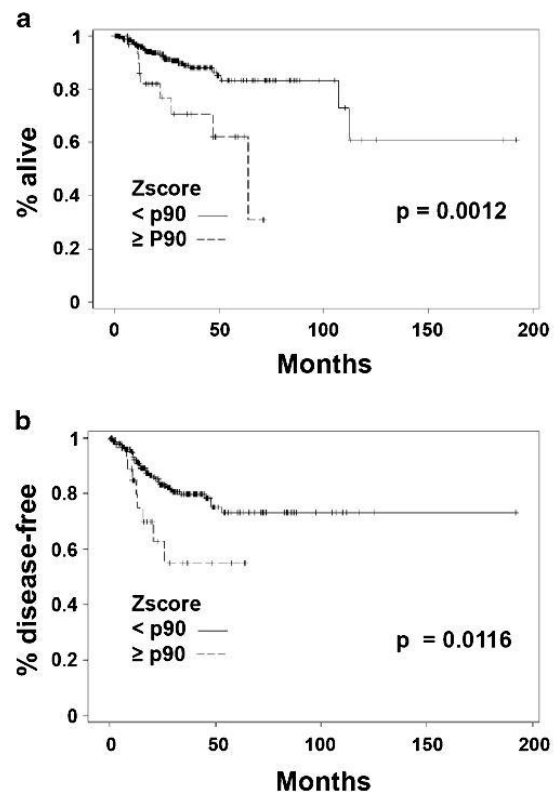 a
1
0.8
0.6
0.4
0.2
0
% alive
Zscore
< p90
≥ P90
p = 0.0012
0
50
100
150
200
Months
b
1
0.8
0.6
0.4
0.2
0
% disease-free
Zscore
< p90
≥ p90
p = 0.0116
0
50
100
150
200
Months